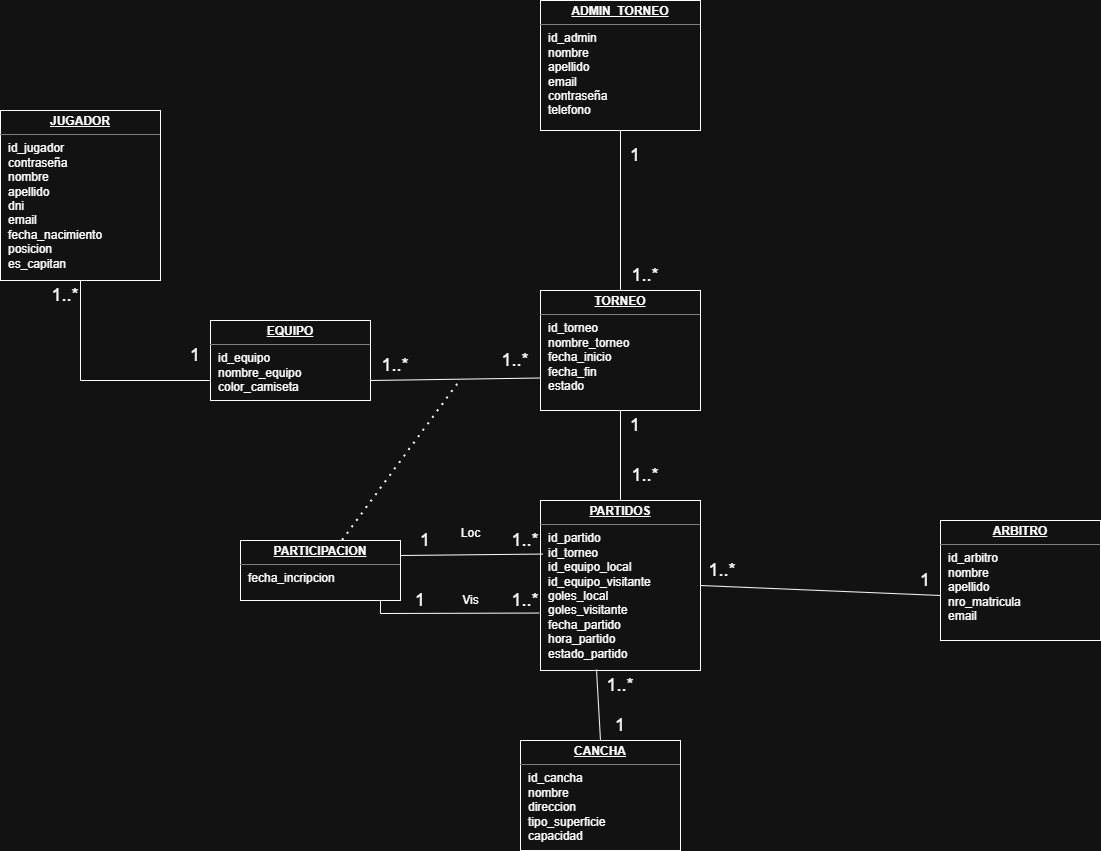 ADMIN_TORNEO
id_admin
nombre
apellido
email
contraseña
telefono
1
1..*
JUGADOR
id_jugador
contraseña
nombre
apellido
dni
email
fecha_nacimiento
posicion
es_capitan
1..*
1
EQUIPO
id_equipo
nombre_equipo
color_camiseta
1..*
1..*
TORNEO
id_torneo
nombre_torneo
fecha_inicio
fecha_fin
estado
1
1..*
PARTICIPACION
fecha_incripcion
1
Loc
1..*
1
Vis
1..*
PARTIDOS
id_partido
id_torneo
id_equipo_local
id_equipo_visitante
goles_local
goles_visitante
fecha_partido
hora_partido
estado_partido
1..*
1
ARBITRO
id_arbitro
nombre
apellido
nro_matricula
email
1..*
1
CANCHA
id_cancha
nombre
direccion
tipo_superficie
capacidad